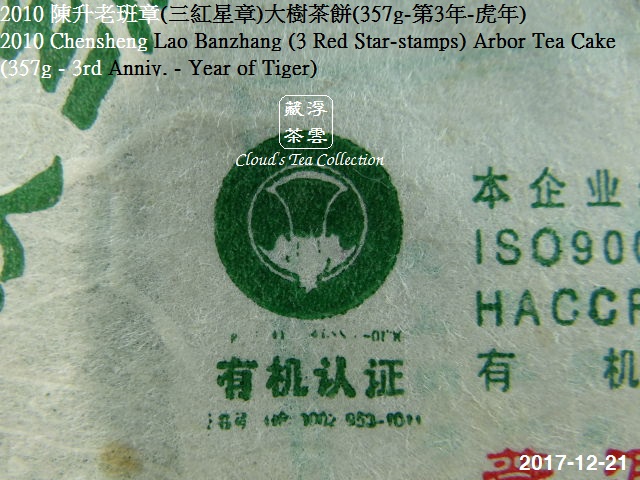 2010 陳升老班章(三紅星章)大樹茶餅(357g-第3年-虎年)
2010 Chensheng Lao Banzhang (3 Red Star-stamps) Arbor Tea Cake
(357g - 3rd Anniv. - Year of Tiger)
藏浮
茶雲
Cloud's Tea Collection
本企业
ISO900
HACCP
有机认证
有机
2017-12-21